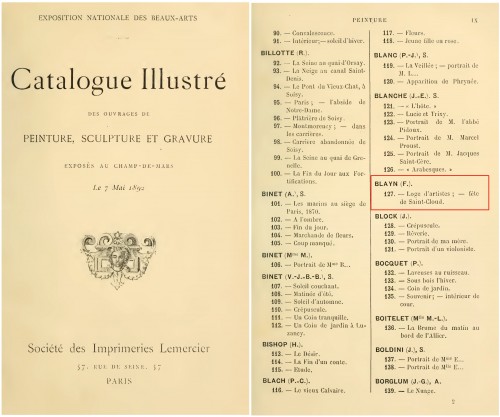 EXPOSITION NATIONALE DES BEAUX-ARTS
Catalogue Illustré
DES OUVRAGES DE
PEINTURE, SCULPTURE ET GRAVURE
EXPOSÉS AU CHAMP-DE-MARS
Le 7 Mai 1892
Société des Imprimeries Lemercier
57, RUE DE SEINE, 57
PARIS
PEINTURE
IX
90. — Convalescence.
91. — Intérieur; — soleil d'hiver.
BILLOTTE (R.)
92. — La Seine au quai d'Orsay.
93. — La Neige au canal Saint-
Denis.
94. — Le Pont du Vieux-Chat, à
Soisy.
95. — Paris; — l'abside de
Notre-Dame.
96. — Plâtrière de Soisy.
97. — Montmorency; — dans
les carrières.
98. — Carrière abandonnée de
Soisy.
99. — La Seine au quai de Gre-
nelle.
100. — La Fin du Jour aux For-
tifications.
BINET (A.), S.
101. — Les marins au siège de
Paris, 1870.
102. — A l'ombre.
103. — Fin du jour.
104. — Marchande de fleurs.
105. — Coup manqué.
BINET (Mme M.)
106. — Portrait de Mme B...
BINET (V.-J.-B.-B.), S.
107. — Soleil couchant.
108. — Matinée d'été.
109. — Soleil d'automne.
110. — Crépuscule.
111. — Un Coin tranquille.
112. — Un Coin de jardin à
BISHOP (H.).
113. — Le Désir.
114. — La Fin d'un conte.
115. — Etude.
BLACH (P.-C.).
116. — Le vieux Calvaire.
117. — Fleurs.
118. — Jeune fille au rose.
BLANC (P.-J.), S.
119. — La Veillée; — portrait de
M. L...
120. — Apparition de Phrynée.
BLANCHE (J.-E.). S.
121. — « L'hôte. »
122. — Lucie et Trixy.
123. — Portrait de M. l'abbé
124. — Portrait de M. Marcel
Proust.
125. — Portrait de M. Jacques
Saint-Cère.
126. — « Arabesques. »
BLAYN (F.).
127. — Loge d'artistes; — fête
de Saint-Cloud.
BLOCK (J.)
128. — Crépuscule.
129. — Rêverie.
130. — Portrait de ma mère.
131. — Portrait d'un violoniste.
BOCQUET (P.).
132. — Laveuses au ruisseau.
133. — Sous bois l'hiver.
134. — Coin de jardin.
135. — Souvenir; — intérieur de
cour.
BOITELET (Mlle M.-L.).
136. — La Brume du matin au
bord de l'Allier.
BOLDINI (J.), S.
137. — Portrait de Mme E...
138. — Portrait de Mme E...
BORGLUM (J.-G.), A.
139. — Le Nuage.
2